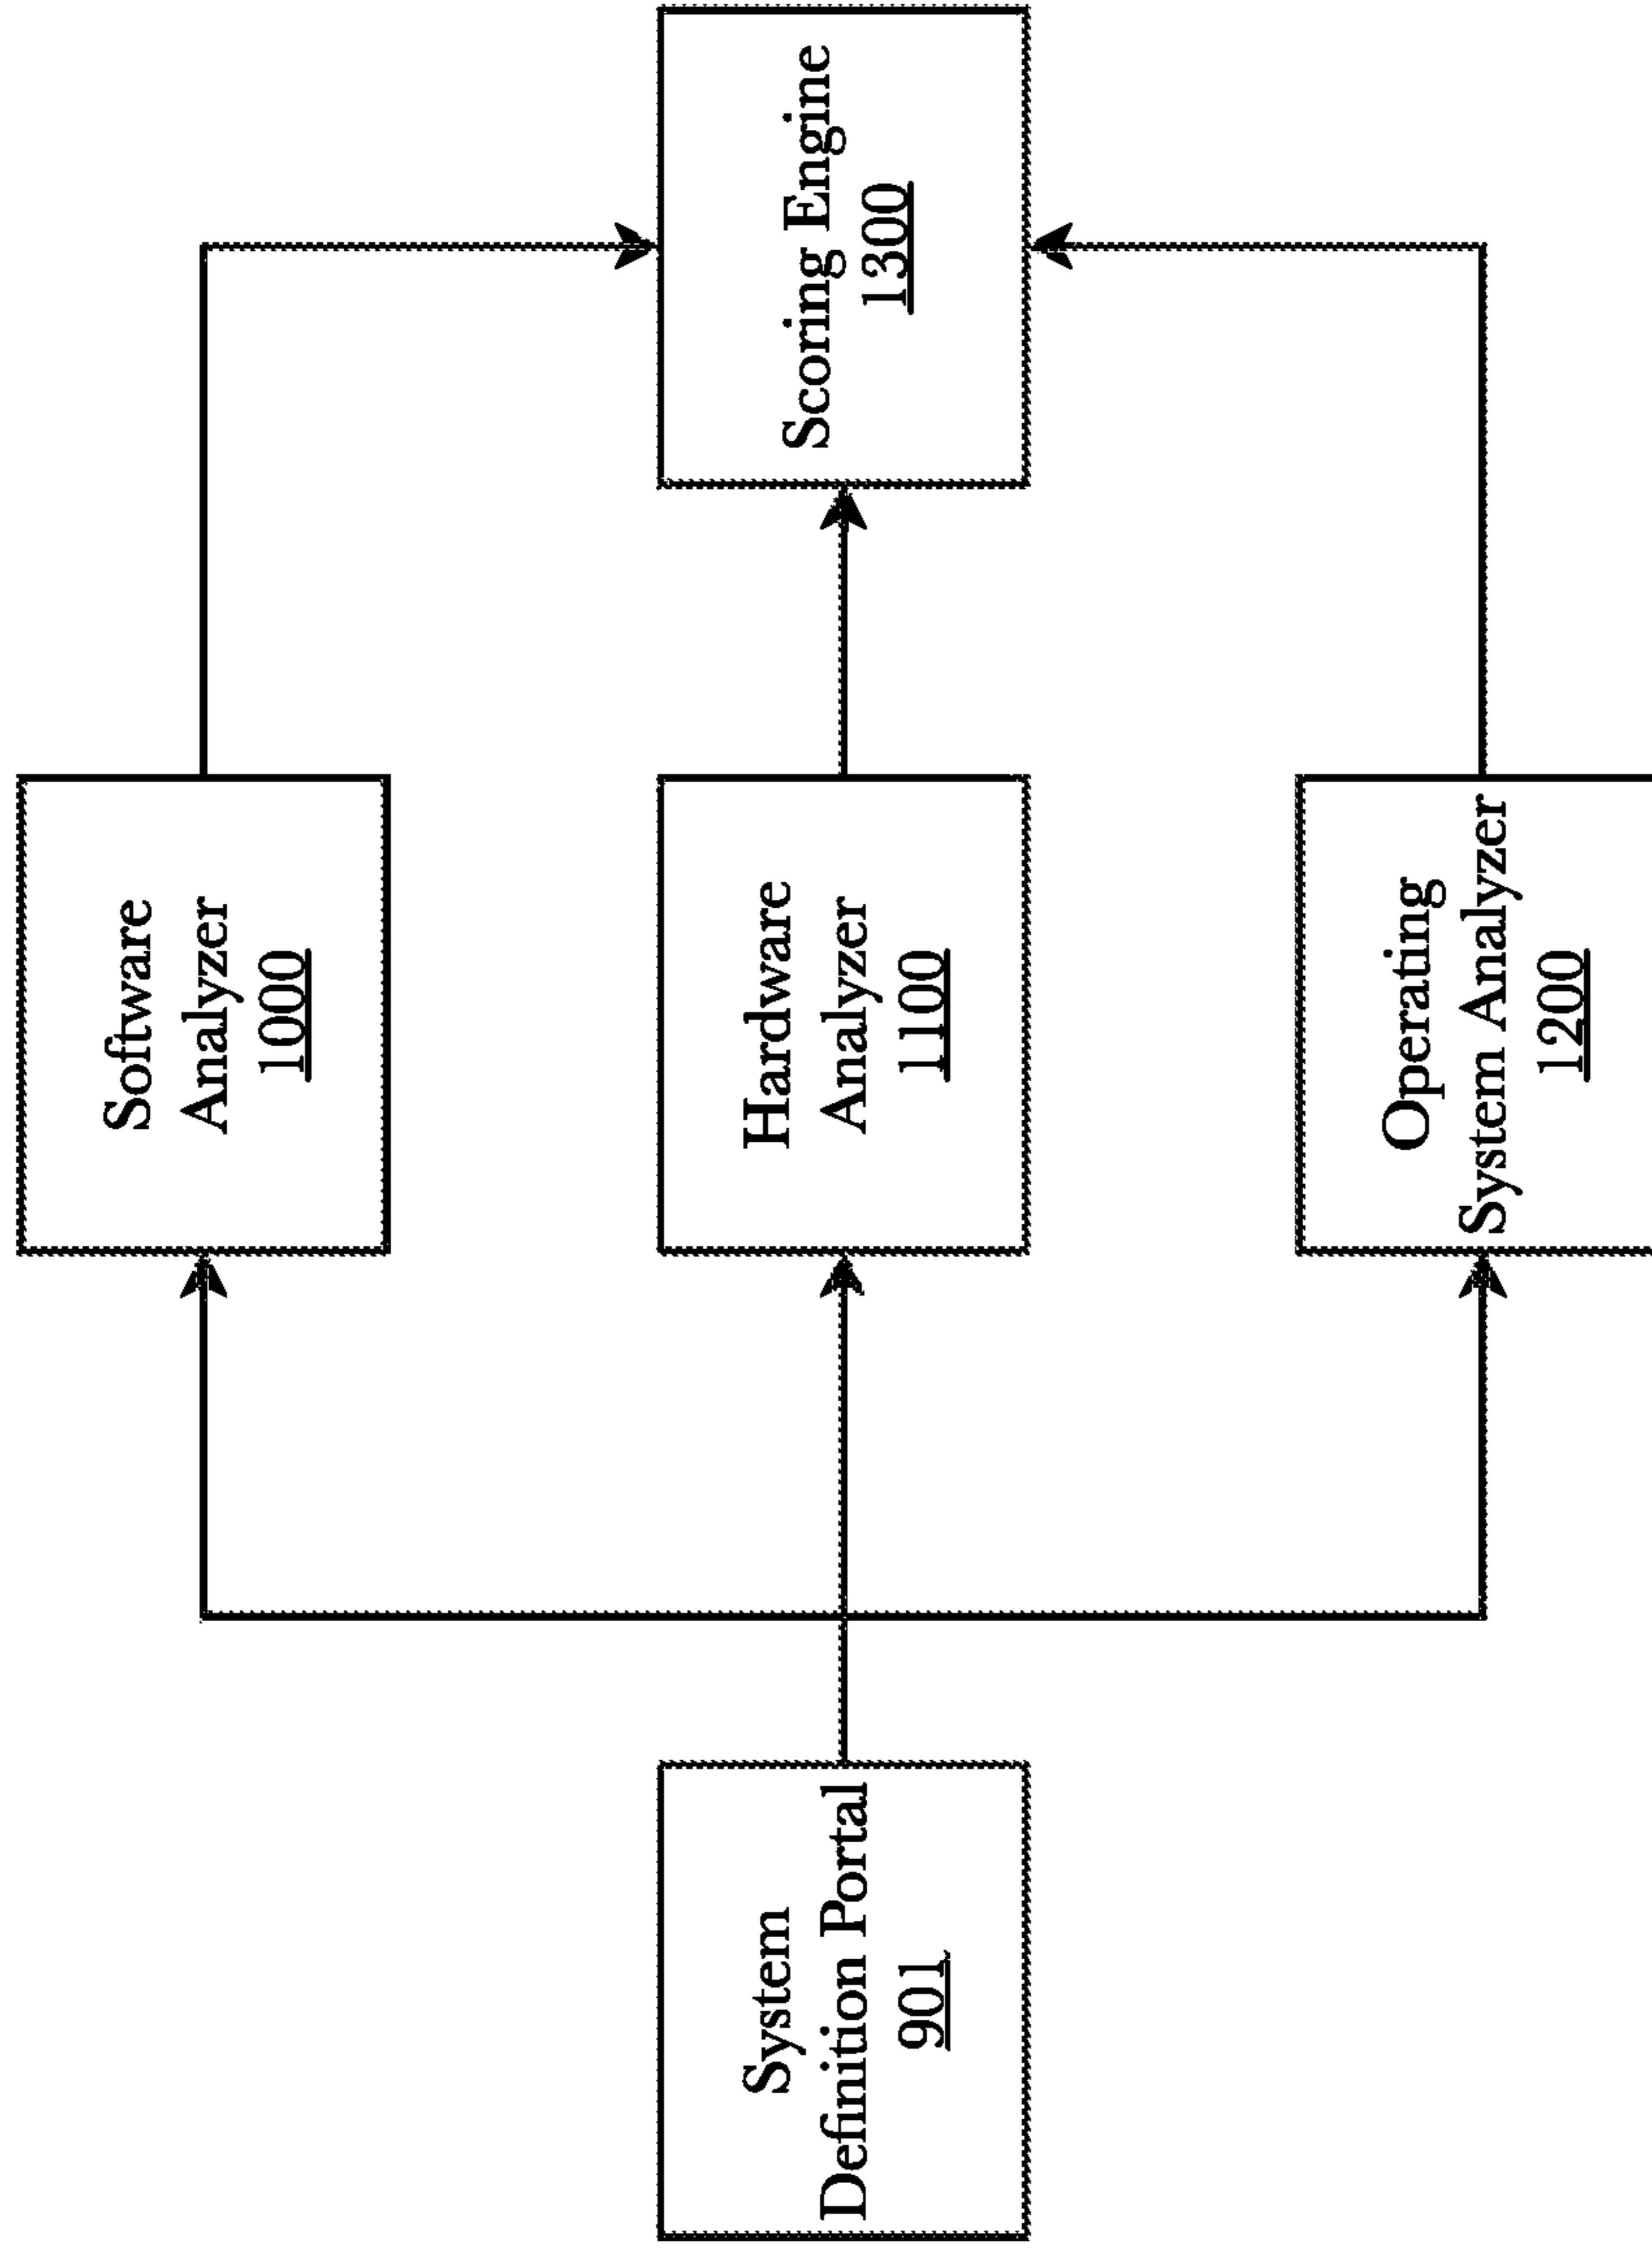 System
Definition Portal
901
Software
Analyzer
1000
Hardware
Analyzer
1100
Operating
System Analyzer
1200
Scoring Engine
1300